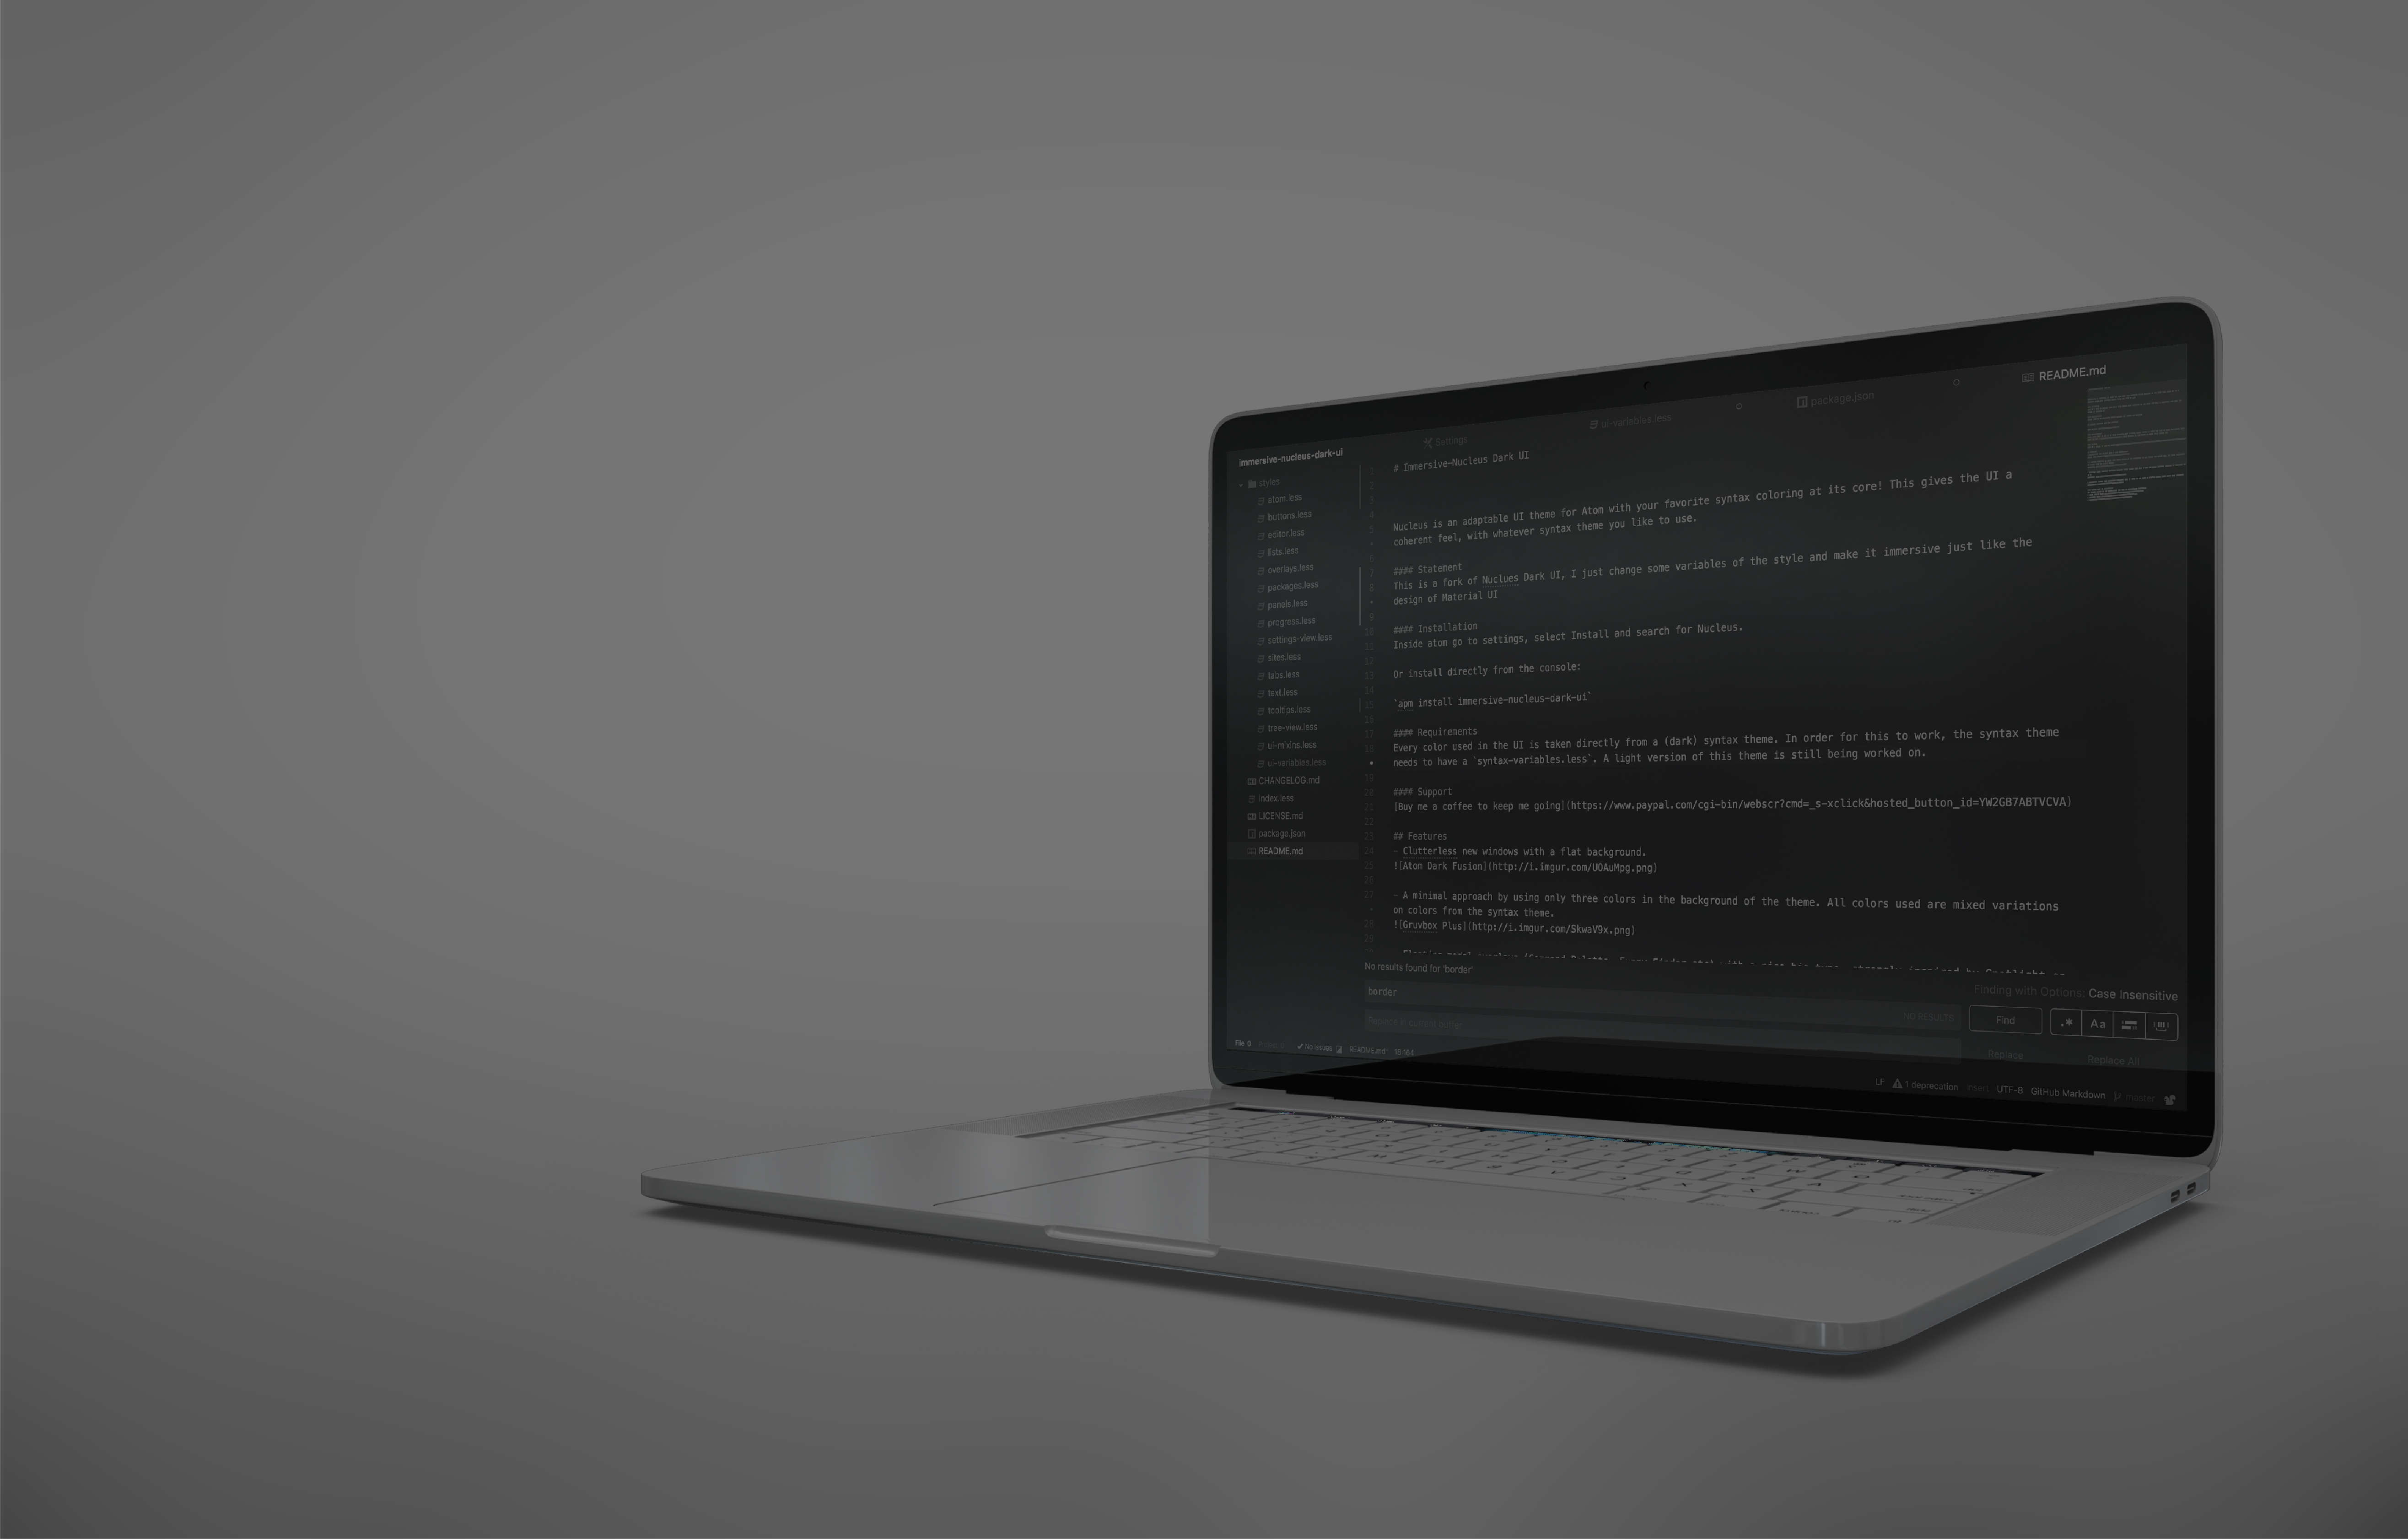 README.md
package.json
ui-variables.less
Settings
immersive-nucleus-dark-ui
styles
atom.less
buttons.less
editor.less
lists.less
overlays.less
packages.less
panels.less
progress.less
settings-view.less
sites.less
tabs.less
text.less
tooltips.less
tree-view.less
ui-mixins.less
ui-variables.less
CHANGELOG.md
index.less
LICENSE.md
package.json
README.md
# Immersive-Nucleus Dark UI
Nucleus is an adaptable UI theme for Atom with your favorite syntax coloring at its core! This gives the UI a
coherent feel, with whatever syntax theme you like to use.
#### Statement
This is a fork of Nuclues Dark UI, I just change some variables of the style and make it immersive just like the
design of Material UI
#### Installation
Inside atom go to settings, select Install and search for Nucleus.
Or install directly from the console:
`apm install immersive-nucleus-dark-ui`
#### Requirements
Every color used in the UI is taken directly from a (dark) syntax theme. In order for this to work, the syntax theme
needs to have a `syntax-variables.less`. A light version of this theme is still being worked on.
#### Support
[Buy me a coffee to keep me going](https://www.paypal.com/cgi-bin/webscr?cmd=_s-xclick&hosted_button_id=YW2GB7ABTVCVA)
## Features
- Clutterless new windows with a flat background.
![Atom Dark Fusion](http://i.imgur.com/UOAuMpg.png)
- A minimal approach by using only three colors in the background of the theme. All colors used are mixed variations
on colors from the syntax theme.
![Gruvbox Plus](http://i.imgur.com/SkwaV9x.png)
No results found for 'border'
Finding with Options: Case Insensitive
border
NO RESULTS
Find
.* Aa
Replace in current buffer
Replace
Replace All
File 0
No Issues
README.md
18:164
LF
1 deprecation
UTF-8
GitHub Markdown
master